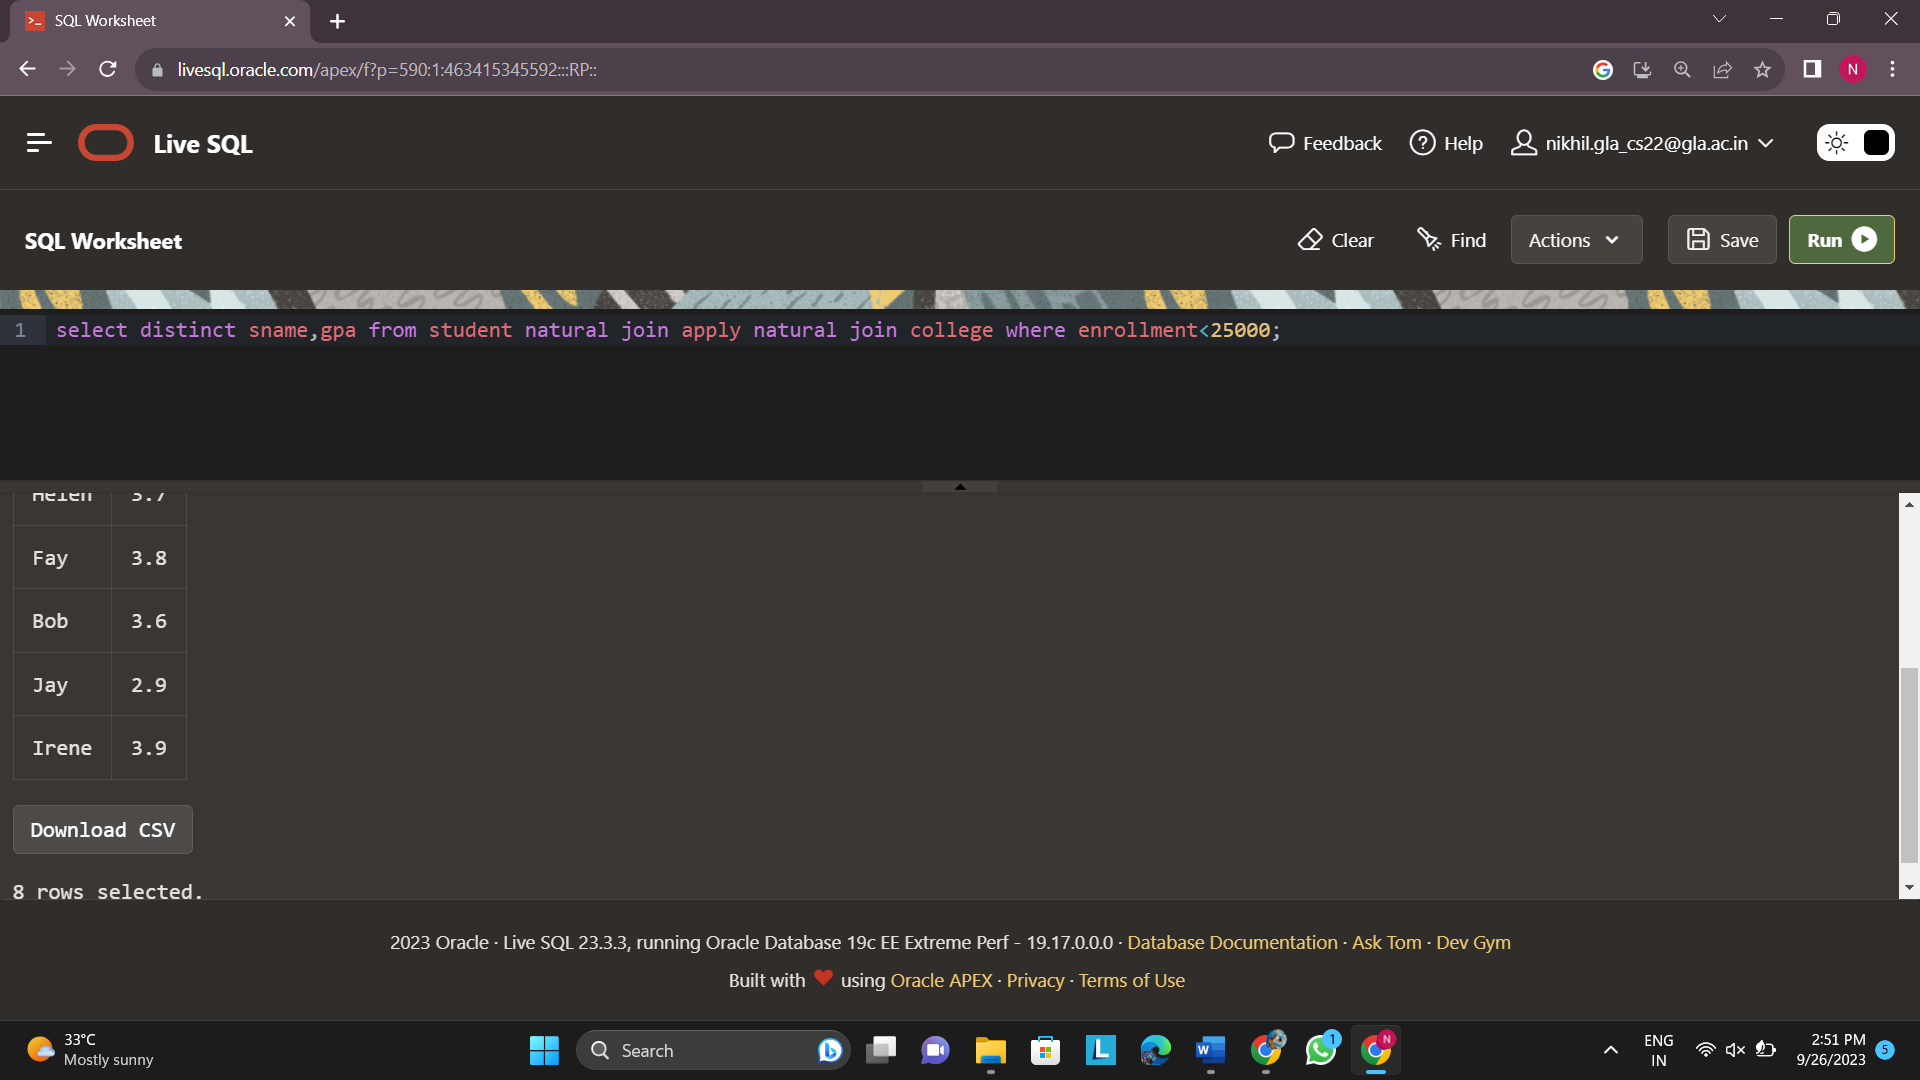 SQL Worksheet
livesql.oracle.com/apex/f?p=590:1:463415345592:::RP::
N
Live SQL
Feedback
Help
nikhil.gla_cs22@gla.ac.in
SQL Worksheet
Clear
Find
Actions
Save
Run
1 select distinct sname,gpa from student natural join apply natural join college where enrollment<25000;
Helen 3.7
Fay 3.8
Bob 3.6
Jay 2.9
Irene 3.9
Download CSV
8 rows selected.
2023 Oracle · Live SQL 23.3.3, running Oracle Database 19c EE Extreme Perf - 19.17.0.0.0 · Database Documentation · Ask Tom · Dev Gym
Built with ❤ using Oracle APEX · Privacy · Terms of Use
33°C
Mostly sunny
Search
L
W
1
N
ENG
IN
2:51 PM
9/26/2023
5